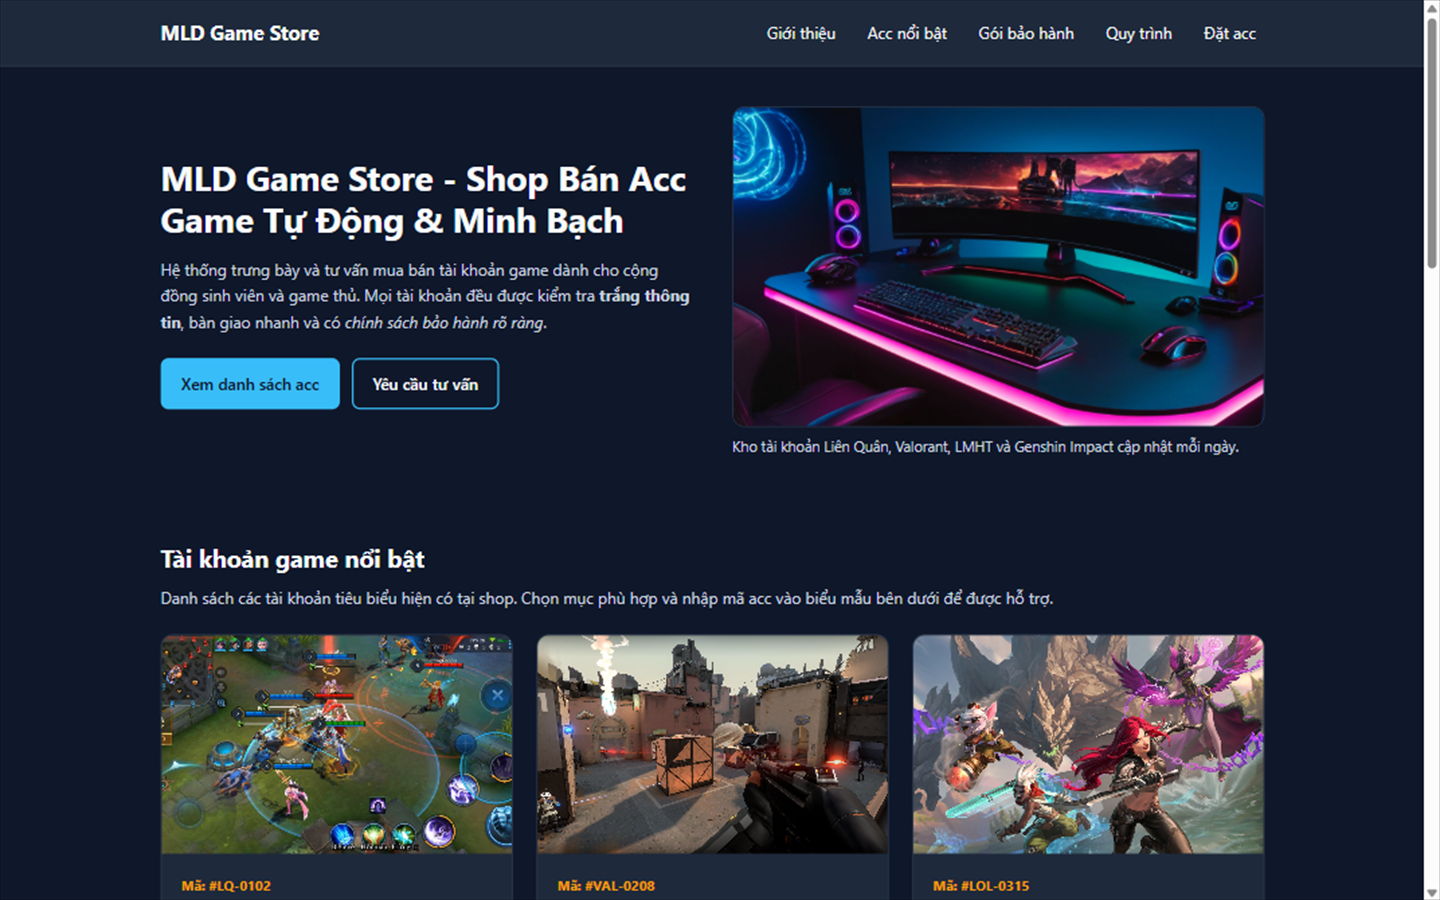 MLD Game Store
Giới thiệu
Acc nổi bật
Gói bảo hành
Quy trình
Đặt acc
MLD Game Store - Shop Bán Acc
Game Tự Động & Minh Bạch
Hệ thống trưng bày và tư vấn mua bán tài khoản game dành cho cộng
đồng sinh viên và game thủ. Mọi tài khoản đều được kiểm tra trắng thông
tin, bàn giao nhanh và có chính sách bảo hành rõ ràng.
Xem danh sách acc
Yêu cầu tư vấn
Kho tài khoản Liên Quân, Valorant, LMHT và Genshin Impact cập nhật mỗi ngày.
Tài khoản game nổi bật
Danh sách các tài khoản tiêu biểu hiện có tại shop. Chọn mục phù hợp và nhập mã acc vào biểu mẫu bên dưới để được hỗ trợ.
Mã: #LQ-0102
Mã: #VAL-0208
Mã: #LOL-0315